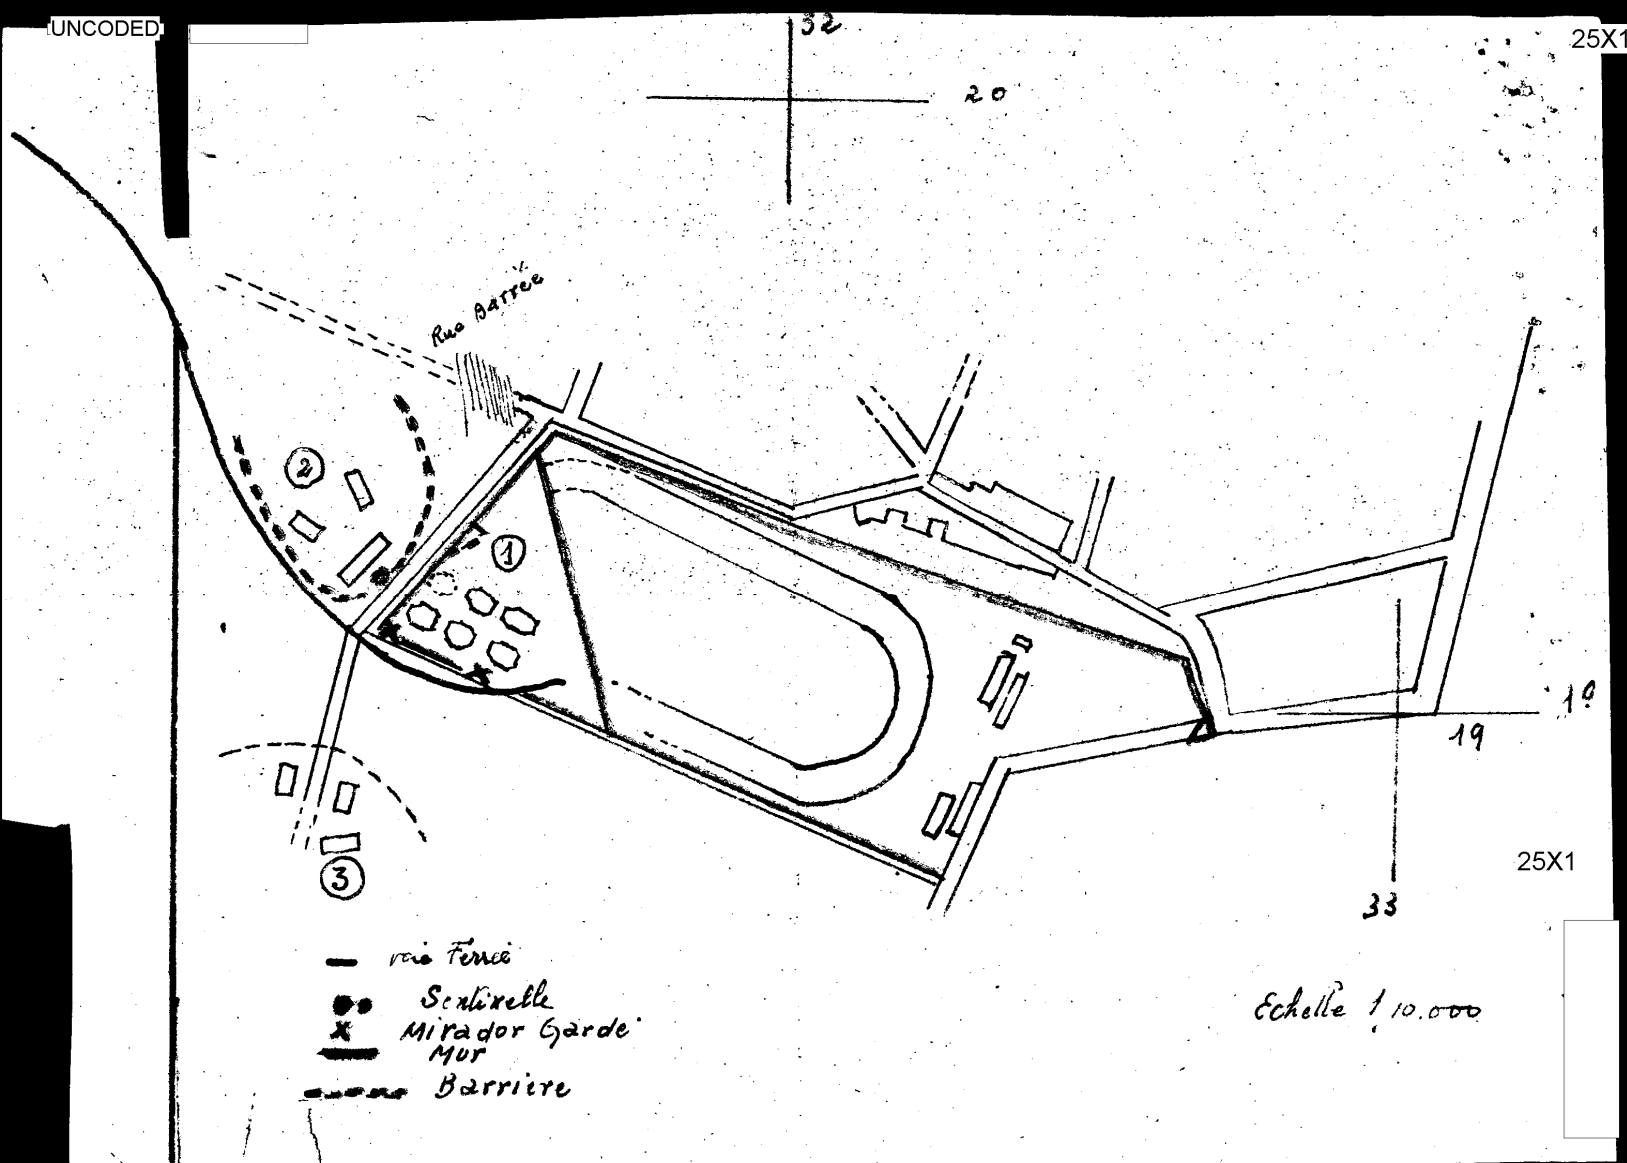 UNCODED
32
25X1
20
Rue Barrée
2
1
19
19
25X1
3
33
voie Ferrée
Sentinelle
Echelle 1 10.000
X Mirador Garde
Mur
Barriere